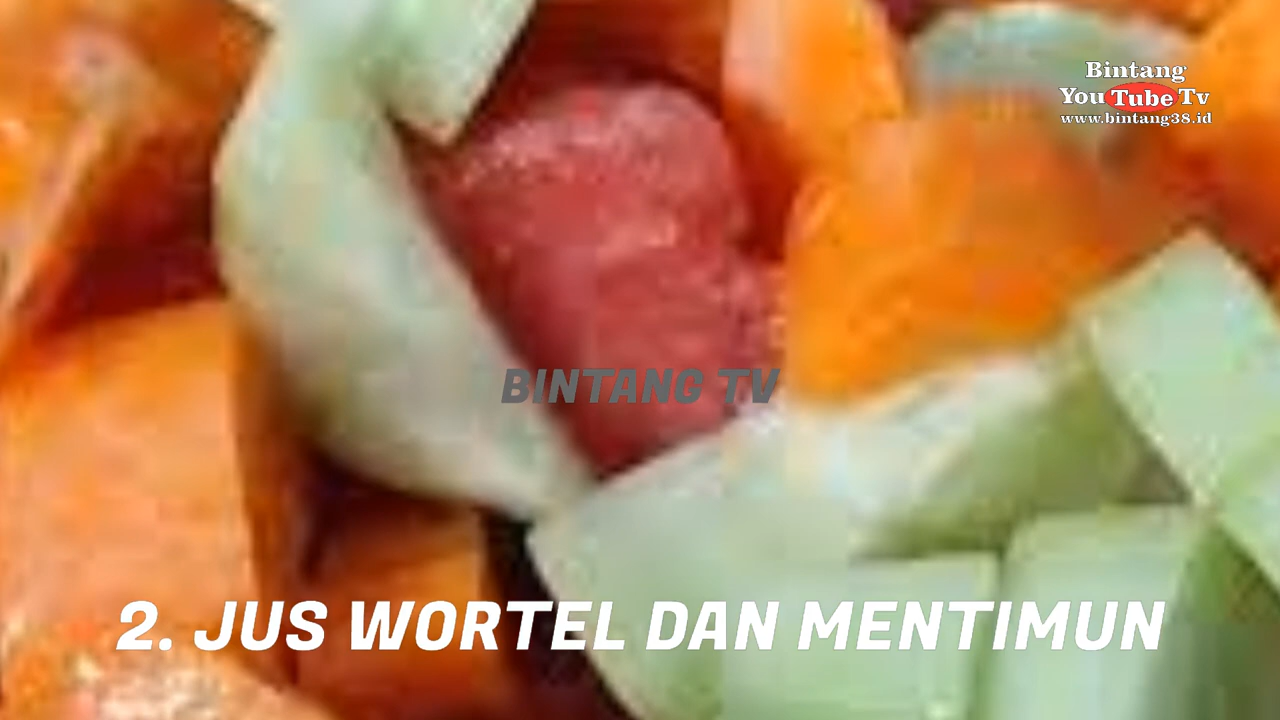 Bintang
YouTube Tv
www.bintang38.id
BINTANG TV
2. JUS WORTEL DAN MENTIMUN